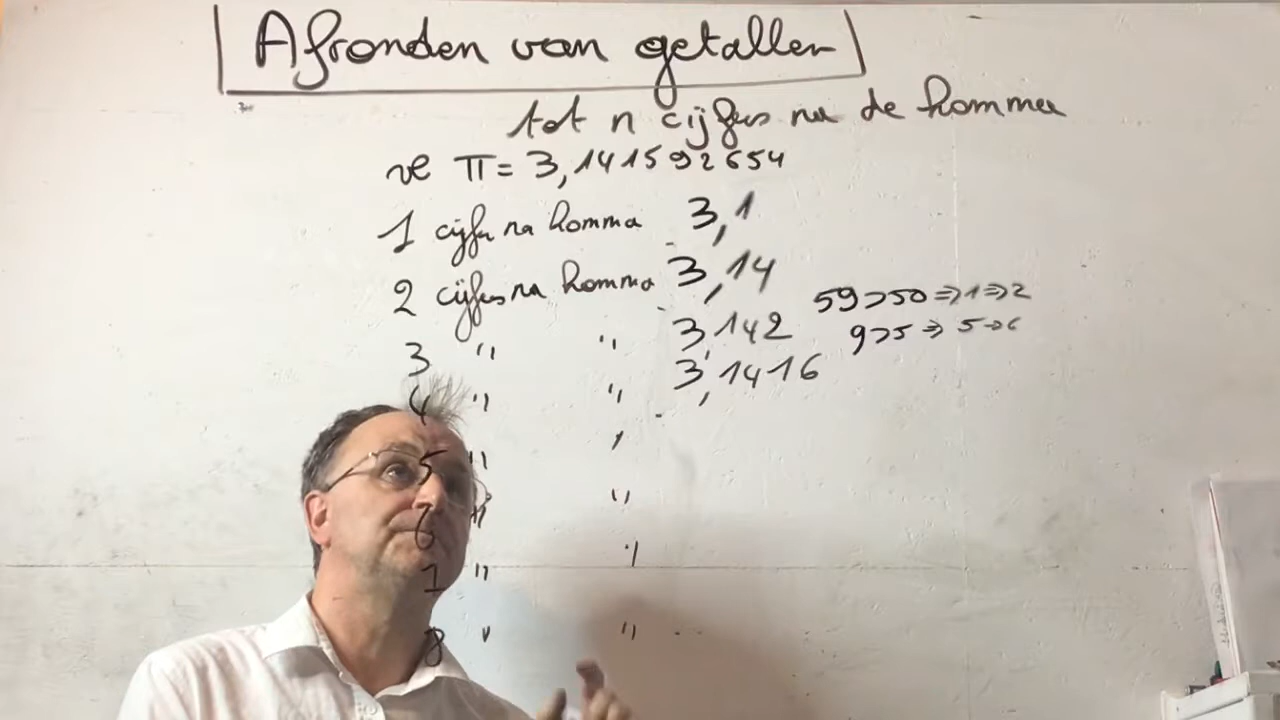 Afronden van getallen
tot n cijfers na de komma
vb π = 3,141592654
1 cijfer na komma 3,1
2 cijfers na komma 3,14
59>50 ⇒ 1 ⇒ 2
3 " " 3,142
9>5 ⇒ 5 → 6
4 " " 3,1416
5 " "
6 " "
7 " "
8 " "